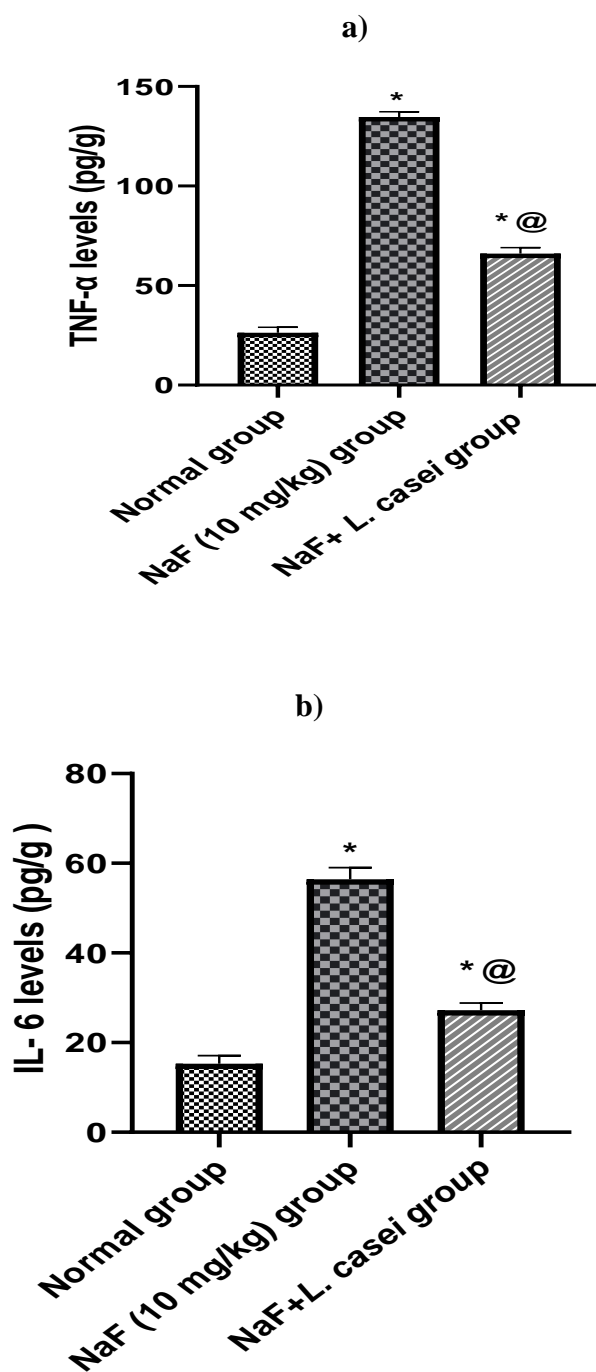 a)
TNF-α levels (pg/g)
150
100
50
0
*
* @
Normal group
NaF (10 mg/kg) group
NaF+ L. casei group
b)
IL- 6 levels (pg/g )
80
60
40
20
0
*
* @
Normal group
NaF (10 mg/kg) group
NaF+L. casei group